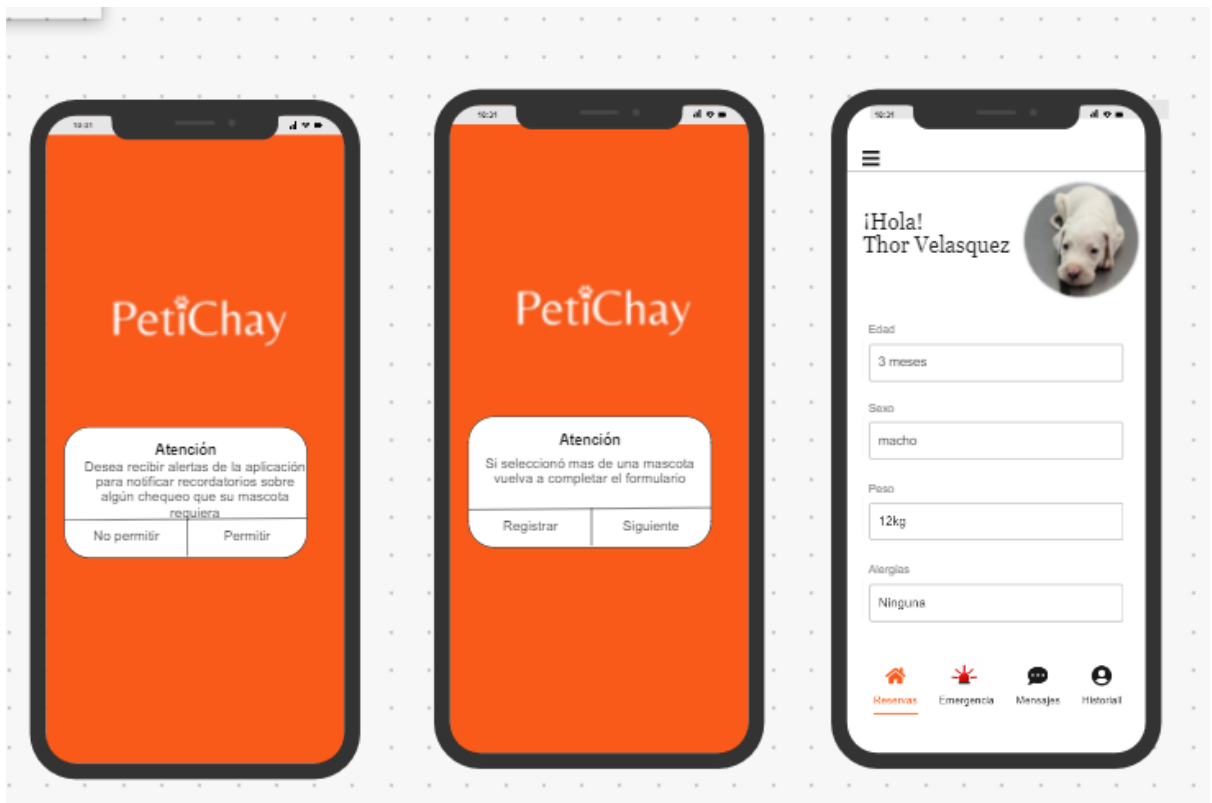 10:31
PetiChay
Atención
Desea recibir alertas de la aplicación
para notificar recordatorios sobre
algún chequeo que su mascota
requiera
No permitir
Permitir
10:31
PetiChay
Atención
Si seleccionó mas de una mascota
vuelva a completar el formulario
Registrar
Siguiente
10:31
¡Hola!
Thor Velasquez
Edad
3 meses
Sexo
macho
Peso
12kg
Alergias
Ninguna
Reservas
Emergencia
Mensajes
Historiall